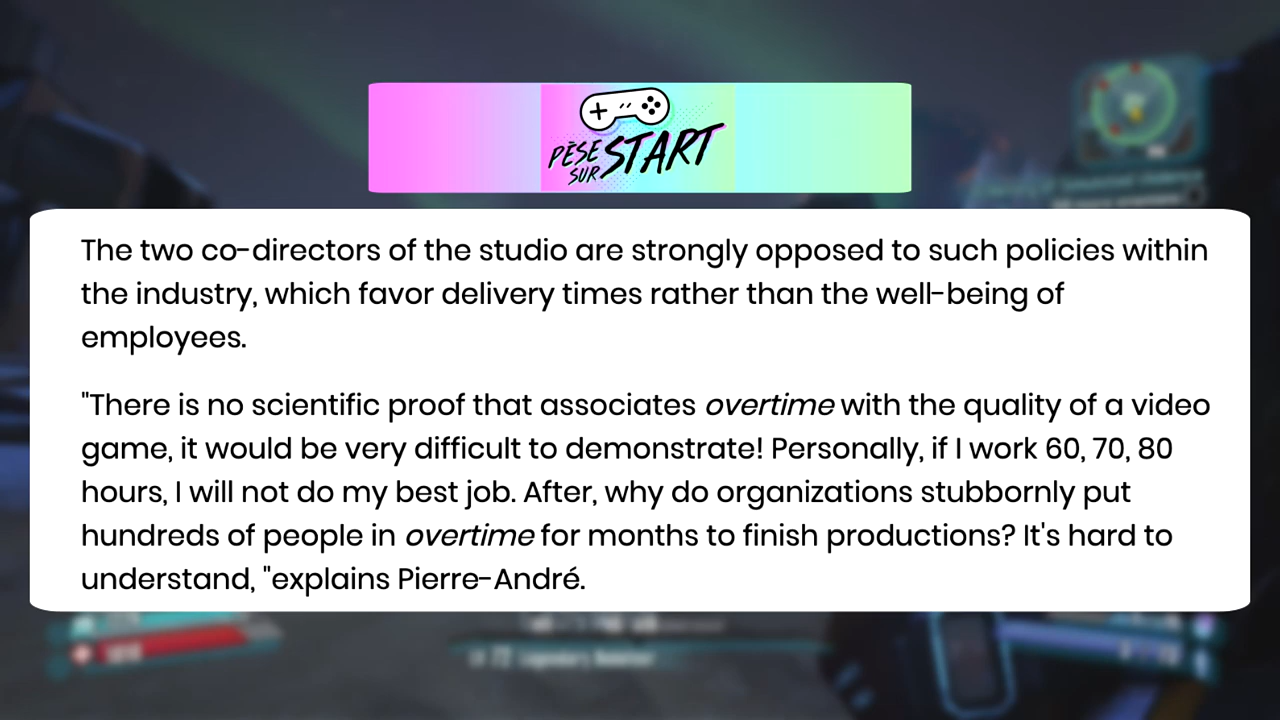 PÈSE
SUR START
The two co-directors of the studio are strongly opposed to such policies within
the industry, which favor delivery times rather than the well-being of
employees.
"There is no scientific proof that associates overtime with the quality of a video
game, it would be very difficult to demonstrate! Personally, if I work 60, 70, 80
hours, I will not do my best job. After, why do organizations stubbornly put
hundreds of people in overtime for months to finish productions? It's hard to
understand, "explains Pierre-André.